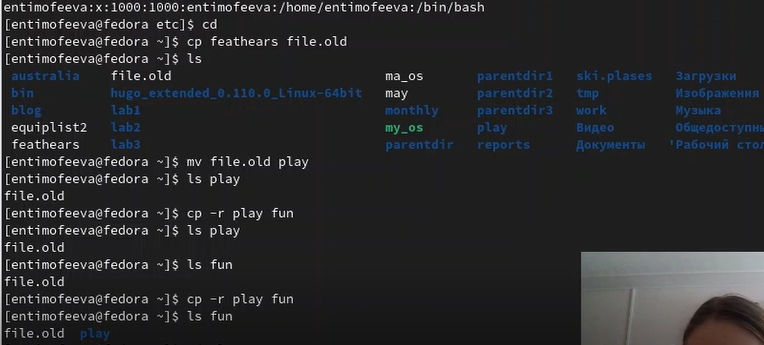 entimofeeva:x:1000:1000:entimofeeva:/home/entimofeeva:/bin/bash
[entimofeeva@fedora etc]$ cd
[entimofeeva@fedora ~]$ cp feathears file.old
[entimofeeva@fedora ~]$ ls
australia file.old ma_os parentdir1 ski.plases Загрузки
bin hugo_extended_0.110.0_Linux-64bit may parentdir2 tmp Изображения
blog lab1 monthly parentdir3 work Музыка
equiplist2 lab2 my_os play Видео Общедоступн
feathears lab3 parentdir reports Документы 'Рабочий стол
[entimofeeva@fedora ~]$ mv file.old play
[entimofeeva@fedora ~]$ ls play
file.old
[entimofeeva@fedora ~]$ cp -r play fun
[entimofeeva@fedora ~]$ ls play
file.old
[entimofeeva@fedora ~]$ ls fun
file.old
[entimofeeva@fedora ~]$ cp -r play fun
[entimofeeva@fedora ~]$ ls fun
file.old play